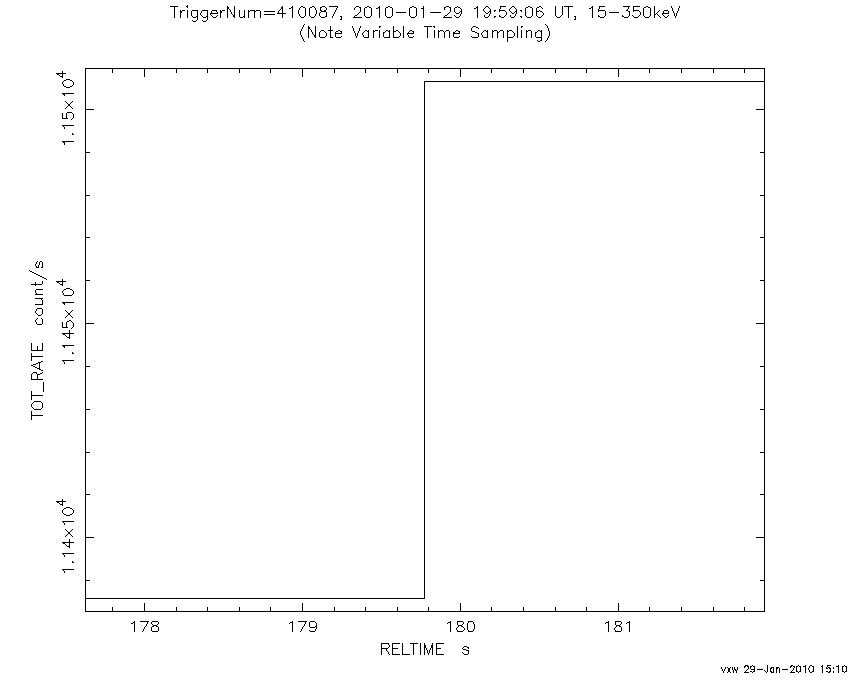 TriggerNum=410087, 2010-01-29 19:59:06 UT, 15-350keV
(Note Variable Time Sampling)
TOT_RATE count/s
1.15×10⁴
1.145×10⁴
1.14×10⁴
178 179 180 181
RELTIME s
vxw 29-Jan-2010 15:10